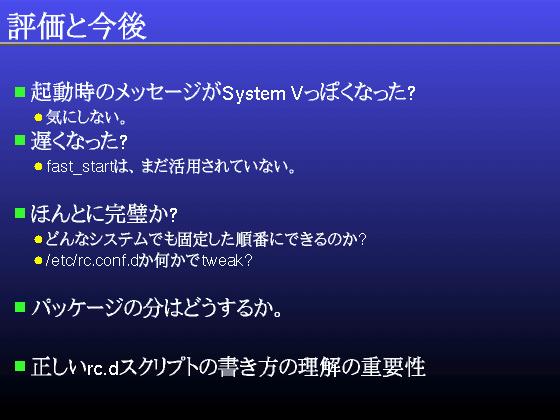 評価と今後
起動時のメッセージがSystem Vっぽくなった?
気にしない。
遅くなった?
fast_startは、まだ活用されていない。
ほんとに完璧か?
どんなシステムでも固定した順番にできるのか?
/etc/rc.conf.dか何かでtweak?
パッケージの分はどうするか。
正しいrc.dスクリプトの書き方の理解の重要性